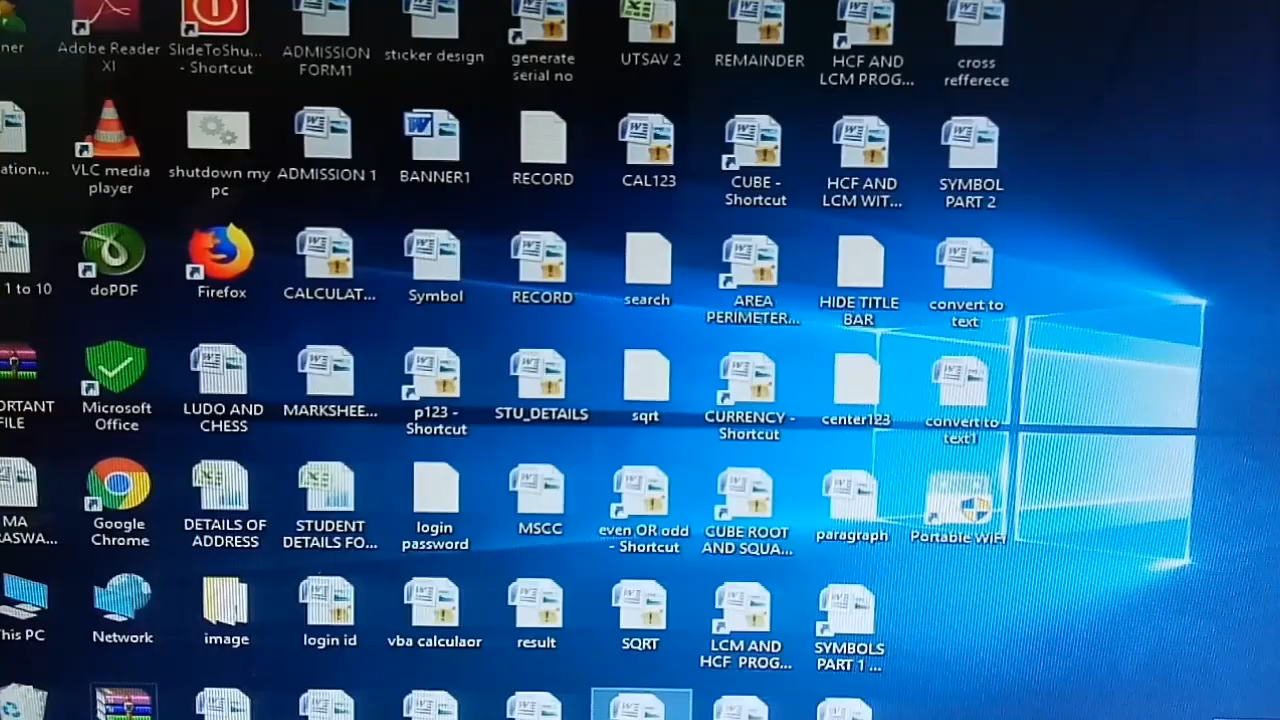 ner
Adobe Reader
XI
SlideToShu...
- Shortcut
ADMISSION
FORM1
sticker design
generate
serial no
UTSAV 2
REMAINDER
HCF AND
LCM PROG...
cross
refferece
ation...
VLC media
player
shutdown my
pc
ADMISSION 1
BANNER1
RECORD
CAL123
CUBE -
Shortcut
HCF AND
LCM WIT...
SYMBOL
PART 2
1 to 10
doPDF
Firefox
CALCULAT...
Symbol
RECORD
search
AREA
PERIMETER...
HIDE TITLE
BAR
convert to
text
ORTANT
FILE
Microsoft
Office
LUDO AND
CHESS
MARKSHEE...
p123 -
Shortcut
STU_DETAILS
sqrt
CURRENCY -
Shortcut
center123
convert to
text1
MA
RASWA...
Google
Chrome
DETAILS OF
ADDRESS
STUDENT
DETAILS FO...
login
password
MSCC
even OR odd
- Shortcut
CUBE ROOT
AND SQUA...
paragraph
Portable WiFi
This PC
Network
image
login id
vba calculaor
result
SQRT
LCM AND
HCF PROG...
SYMBOLS
PART 1 ...